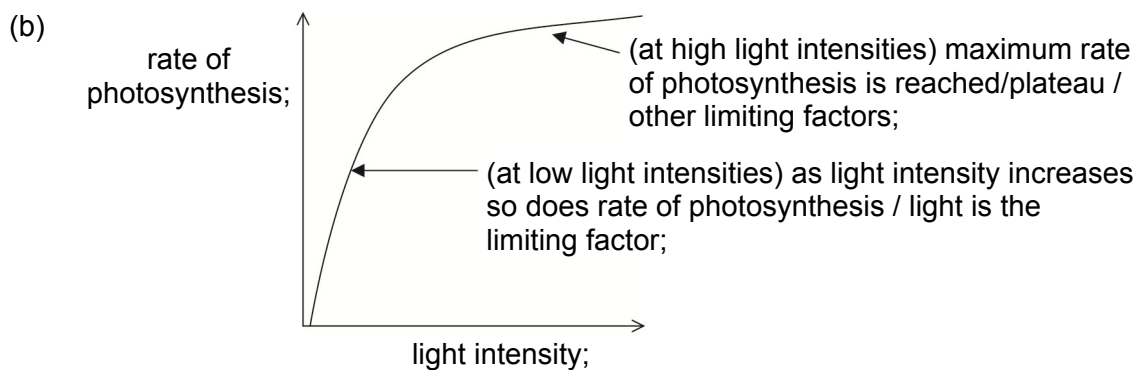 (b)
rate of
photosynthesis;
(at high light intensities) maximum rate
of photosynthesis is reached/plateau /
other limiting factors;
(at low light intensities) as light intensity increases
so does rate of photosynthesis / light is the
limiting factor;
light intensity;